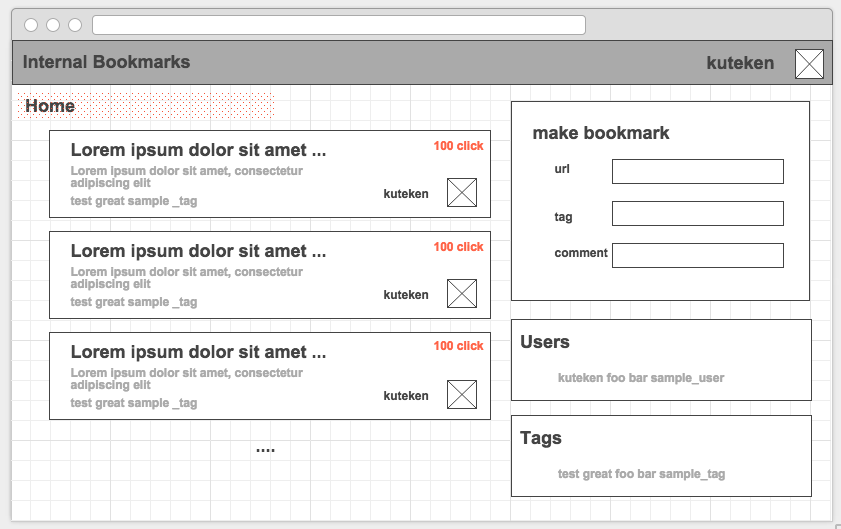 Internal Bookmarks
kuteken
Home
Lorem ipsum dolor sit amet ...
100 click
Lorem ipsum dolor sit amet, consectetur
adipiscing elit
test great sample _tag
kuteken
Lorem ipsum dolor sit amet ...
100 click
Lorem ipsum dolor sit amet, consectetur
adipiscing elit
test great sample _tag
kuteken
Lorem ipsum dolor sit amet ...
100 click
Lorem ipsum dolor sit amet, consectetur
adipiscing elit
test great sample _tag
kuteken
....
make bookmark
url
tag
comment
Users
kuteken foo bar sample_user
Tags
test great foo bar sample_tag